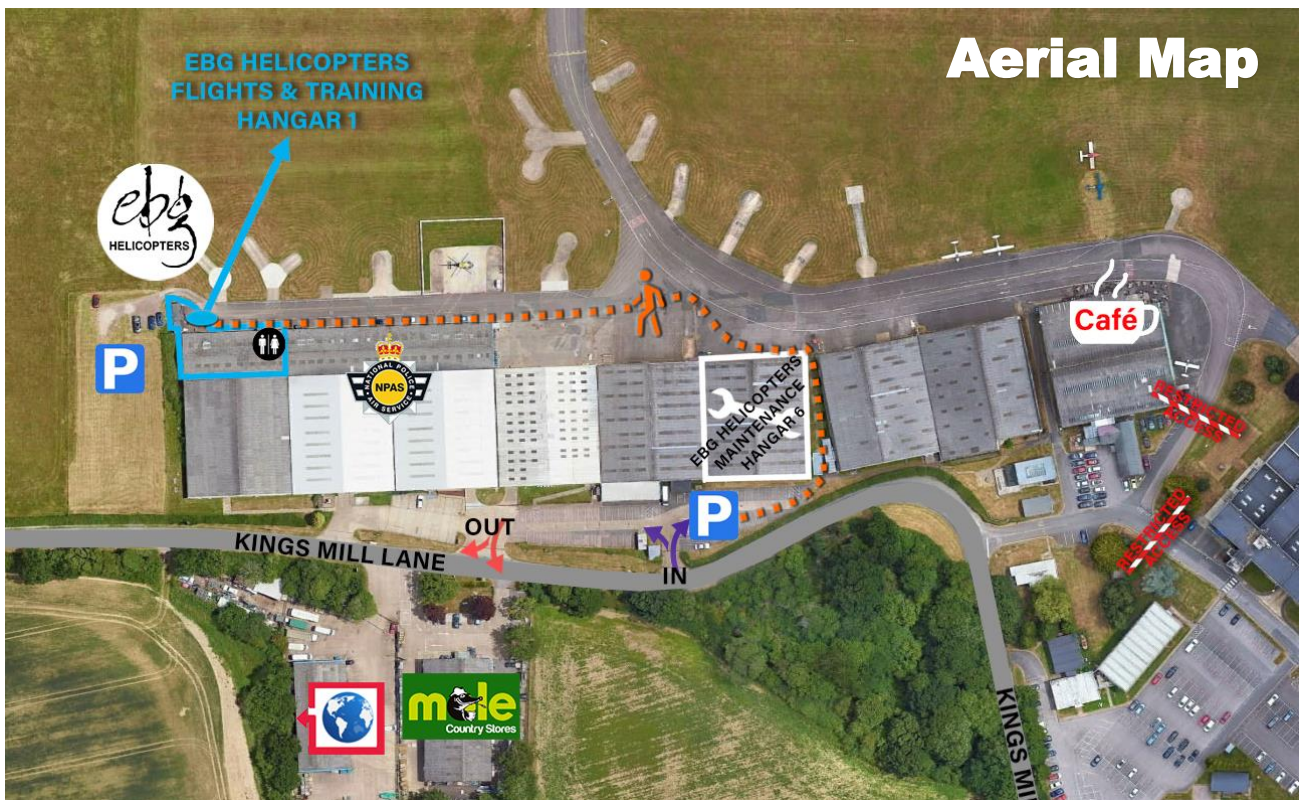 Aerial Map
EBG HELICOPTERS
FLIGHTS & TRAINING
HANGAR 1
ebg
HELICOPTERS
P
NATIONAL POLICE
NPAS
AIR SERVICE
Café
RESTRICTED
ACCESS
EBG HELICOPTERS
MAINTENANCE
HANGAR 6
P
RESTRICTED
ACCESS
OUT
IN
KINGS MILL LANE
KINGS MI
mole
Country Stores